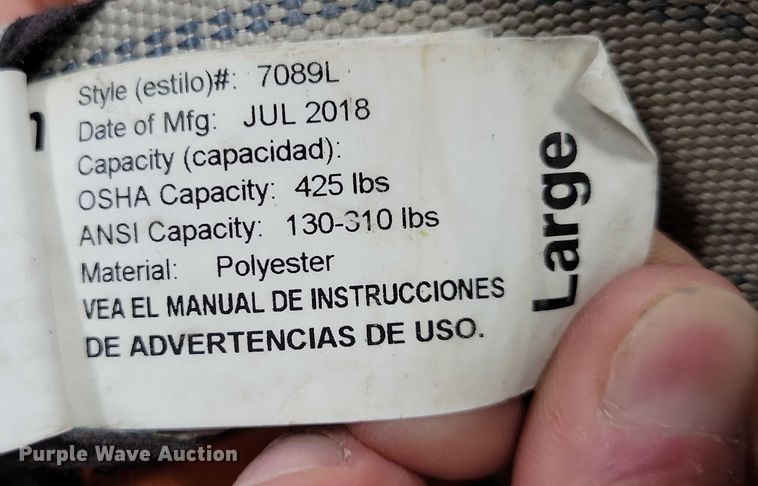 Style (estilo)#: 7089L
Date of Mfg: JUL 2018
Capacity (capacidad):
OSHA Capacity: 425 lbs
ANSI Capacity: 130-310 lbs
Material: Polyester
VEA EL MANUAL DE INSTRUCCIONES
DE ADVERTENCIAS DE USO.
Large
Purple Wave Auction